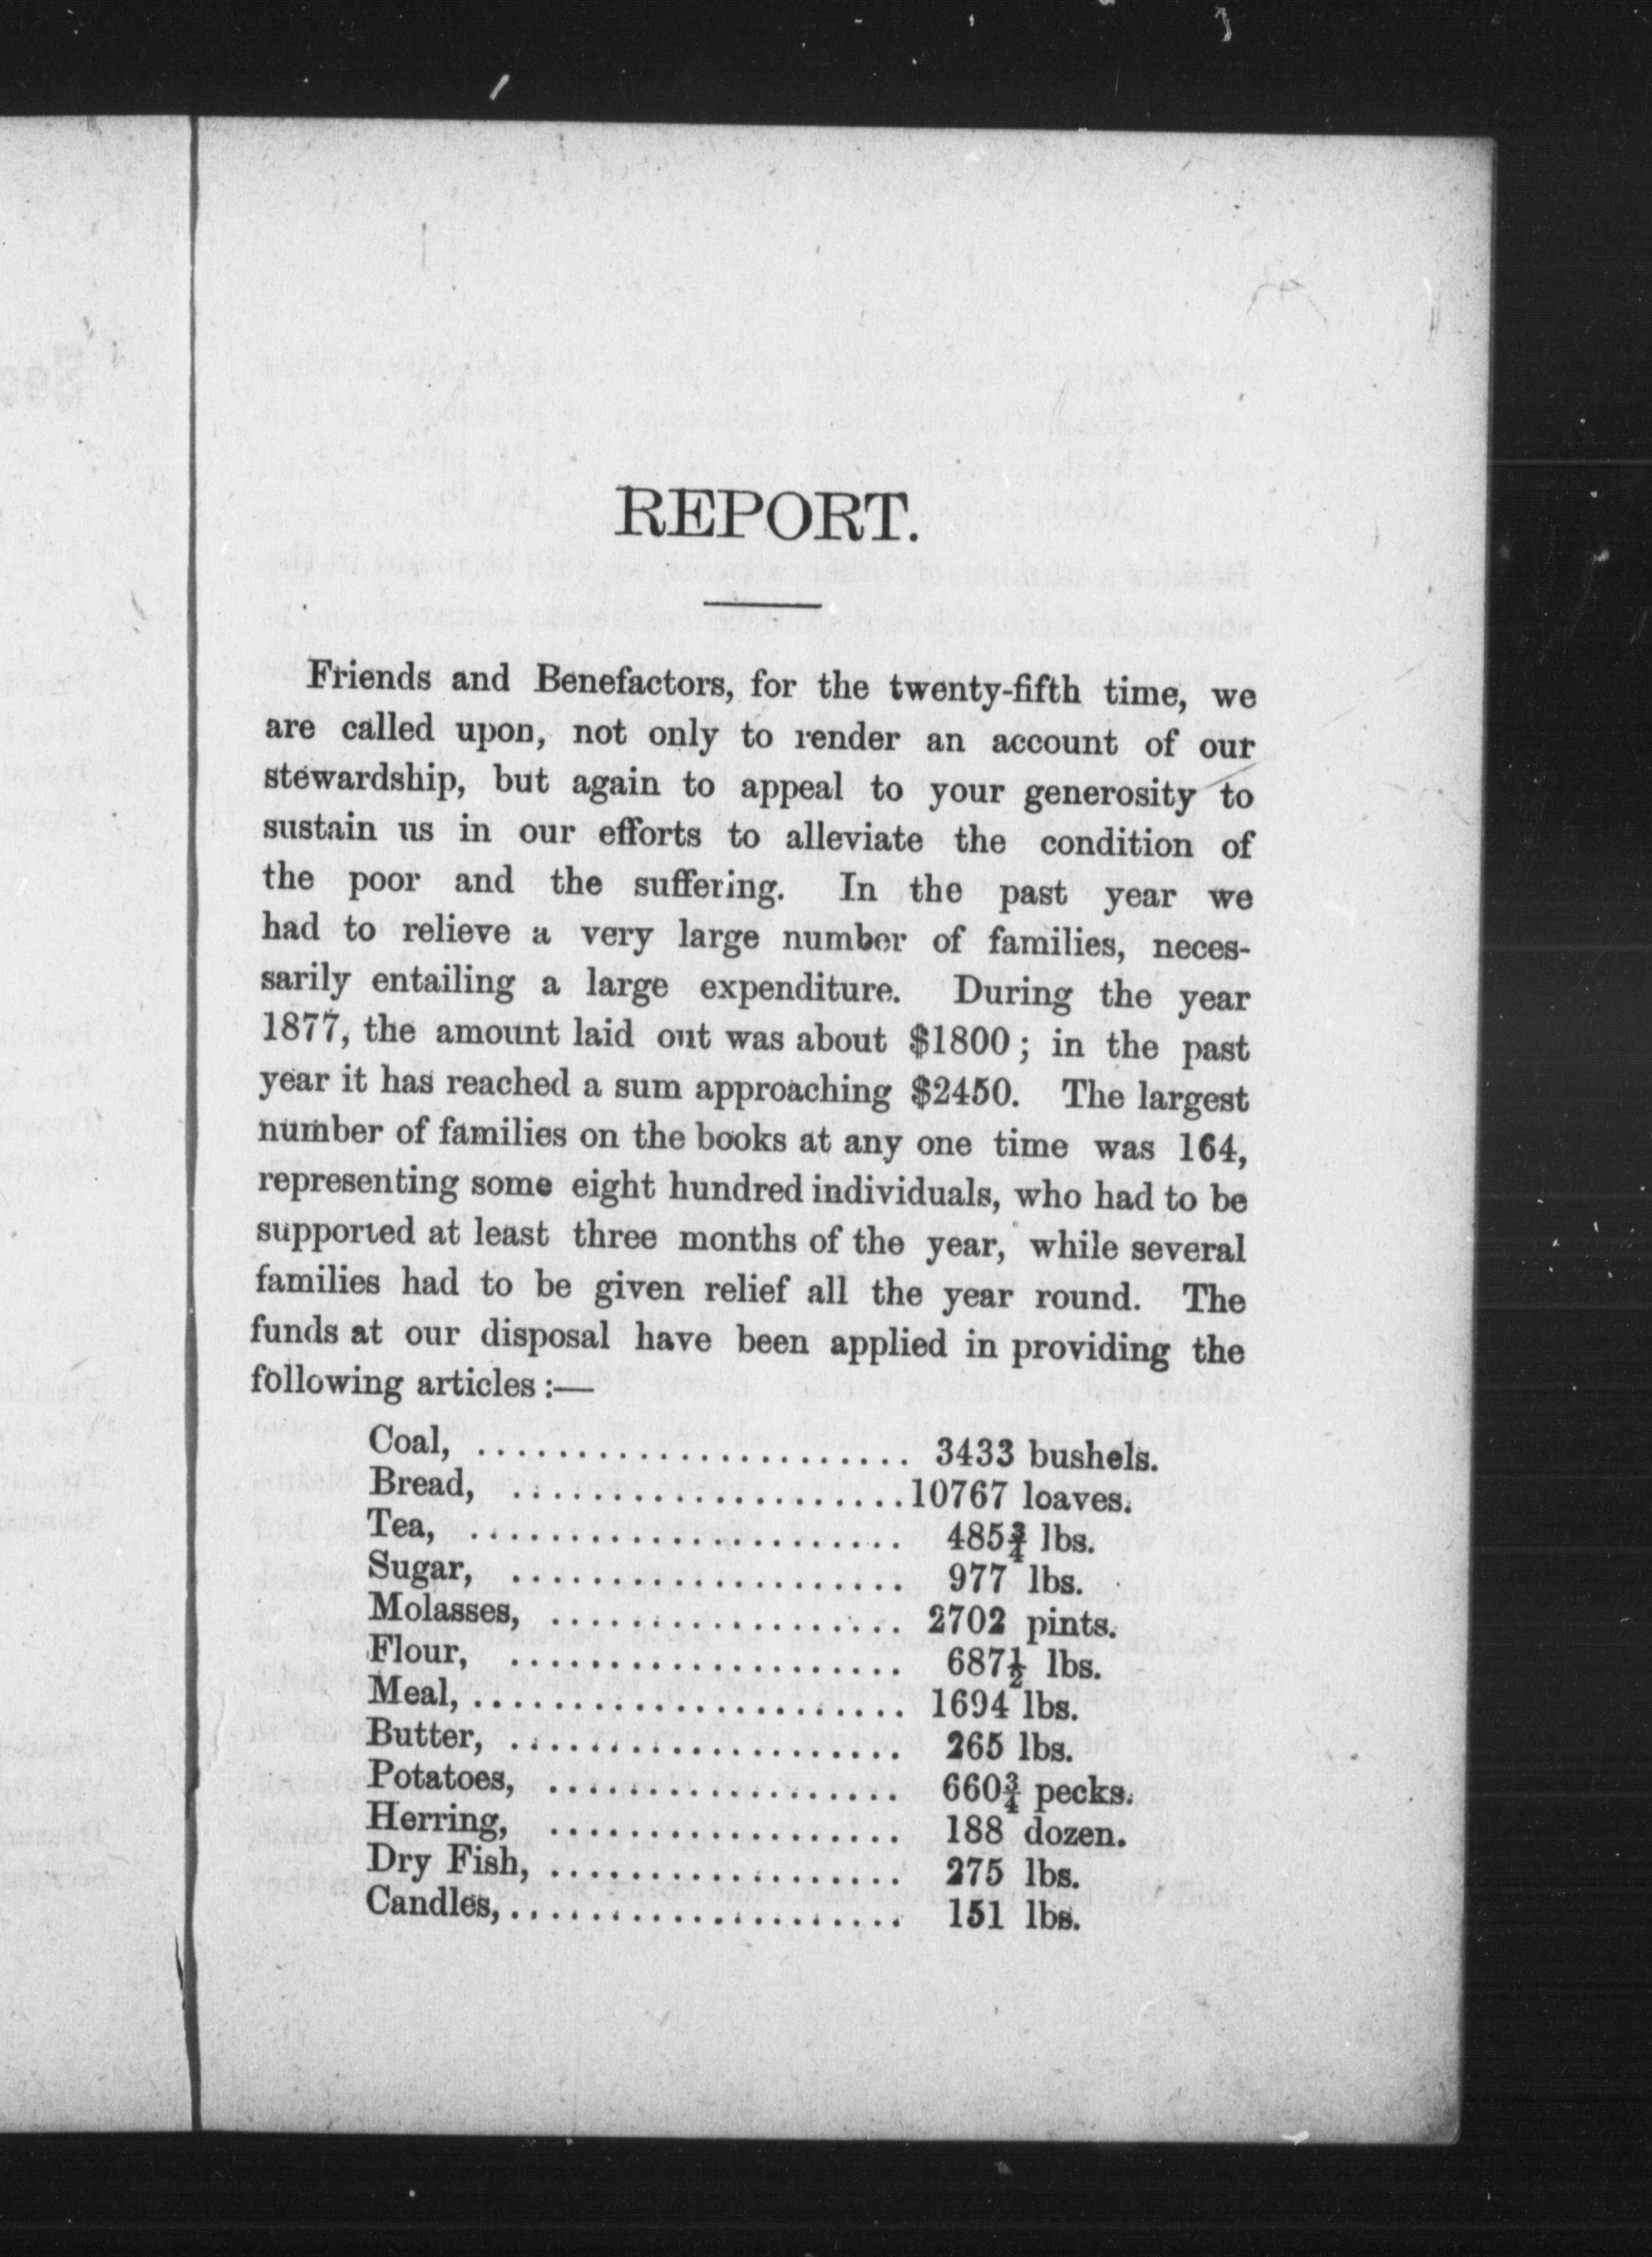 REPORT.
Friends and Benefactors, for the twenty-fifth time, we
are called upon, not only to render an account of our
stewardship, but again to appeal to your generosity to
sustain us in our efforts to alleviate the condition of
the poor and the suffering. In the past year we
had to relieve a very large number of families, neces-
sarily entailing a large expenditure. During the year
1877, the amount laid out was about $1800; in the past
year it has reached a sum approaching $2450. The largest
number of families on the books at any one time was 164,
representing some eight hundred individuals, who had to be
supported at least three months of the year, while several
families had to be given relief all the year round. The
funds at our disposal have been applied in providing the
following articles:—
Coal, ........................ 3433 bushels.
Bread, .....................10767 loaves.
Tea, ....................... 485¾ lbs.
Sugar, ..................... 977 lbs.
Molasses, ................... 2702 pints.
Flour, ..................... 687½ lbs.
Meal, ....................... 1694 lbs.
Butter, ..................... 265 lbs.
Potatoes, ................... 660¾ pecks.
Herring, ................... 188 dozen.
Dry Fish, ................... 275 lbs.
Candles, ..................... 151 lbs.